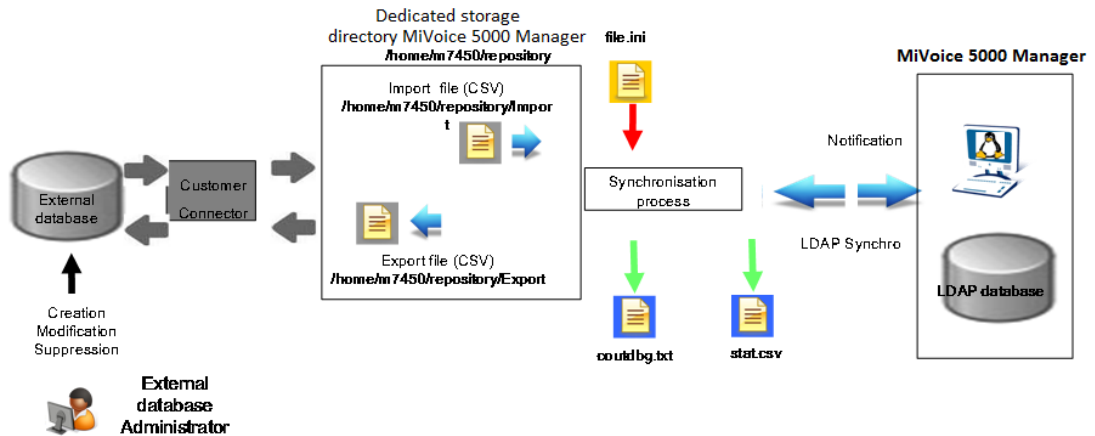 Dedicated storage
directory MiVoice 5000 Manager
/home/m7450/repository
file.ini
MiVoice 5000 Manager
Import file (CSV)
/home/m7450/repository/Impor
t
Notification
External
database
Customer
Connector
Synchronisation
process
LDAP Synchro
Export file (CSV)
/home/m7450/repository/Export
LDAP database
Creation
Modification
Suppression
coutdbg.txt
stat.csv
External
database
Administrator